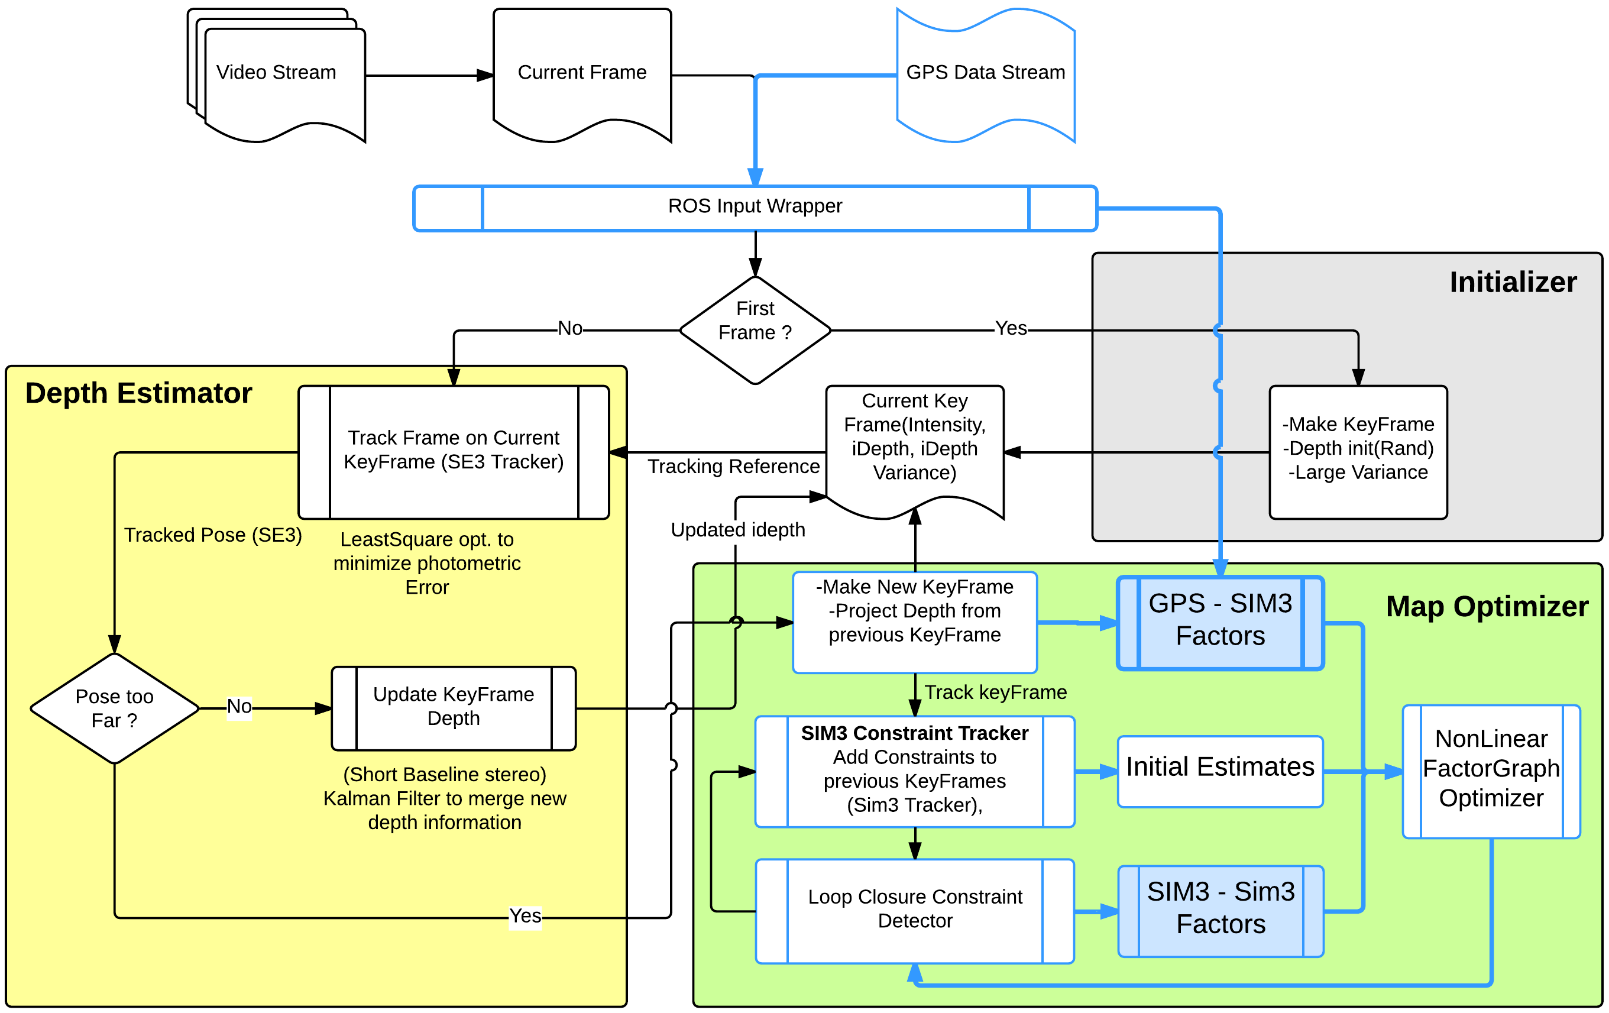 Video Stream
Current Frame
GPS Data Stream
ROS Input Wrapper
First
Frame ?
No
Yes
Initializer
-Make KeyFrame
-Depth init(Rand)
-Large Variance
Current Key
Frame(Intensity,
iDepth, iDepth
Variance)
Tracking Reference
Updated idepth
Depth Estimator
Track Frame on Current
KeyFrame (SE3 Tracker)
LeastSquare opt. to
minimize photometric
Error
Tracked Pose (SE3)
Pose too
Far ?
No
Update KeyFrame
Depth
(Short Baseline stereo)
Kalman Filter to merge new
depth information
Yes
Map Optimizer
-Make New KeyFrame
-Project Depth from
previous KeyFrame
GPS - SIM3
Factors
Track keyFrame
SIM3 Constraint Tracker
Add Constraints to
previous KeyFrames
(Sim3 Tracker),
Initial Estimates
NonLinear
FactorGraph
Optimizer
Loop Closure Constraint
Detector
SIM3 - Sim3
Factors